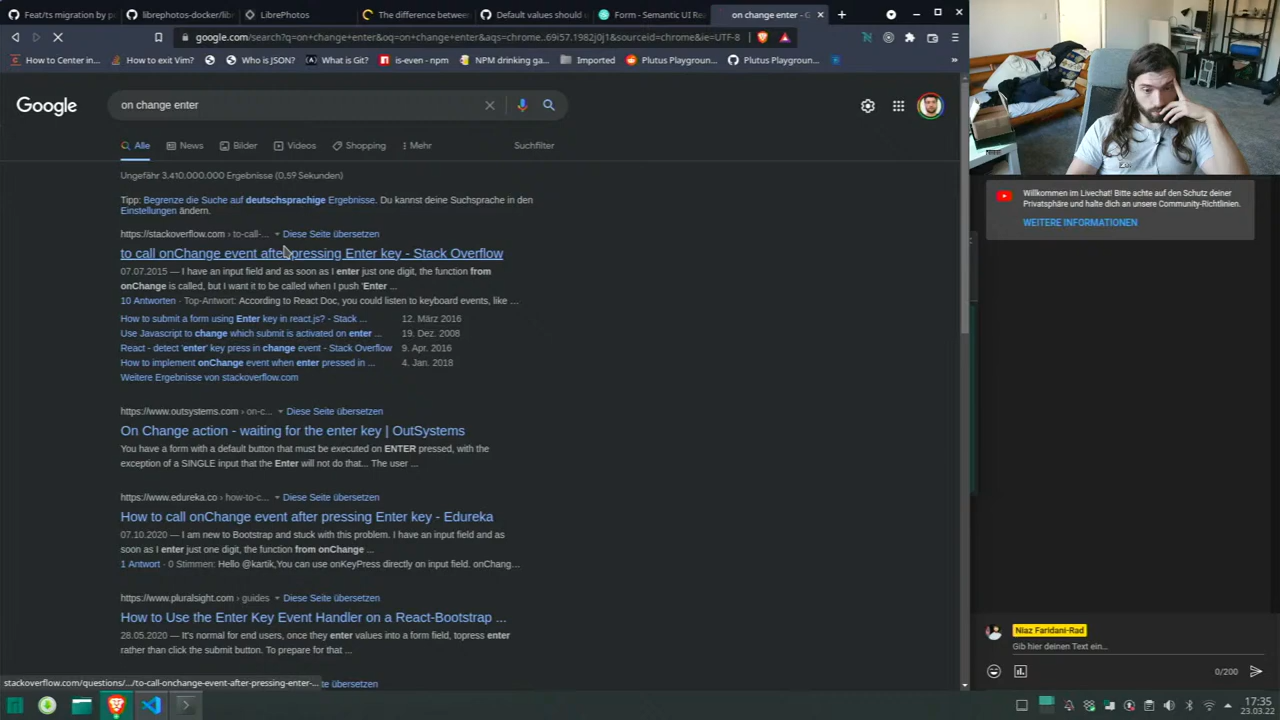 Feat/ts migration by p
librephotos-docker/libr
LibrePhotos
The difference betwee
Default values should
Form - Semantic UI Rea
on change enter - G
google.com/search?q=on+change+enter&oq=on+change+enter&aqs=chrome..69i57.1982j0j1&sourceid=chrome&ie=UTF-8
How to Center in...
How to exit Vim?
Who is JSON?
What is Git?
is-even - npm
NPM drinking ga...
Imported
Plutus Playgroun...
Plutus Playgroun...
Google
on change enter
Alle
News
Bilder
Videos
Shopping
Mehr
Suchfilter
Ungefähr 3.410.000.000 Ergebnisse (0.59 Sekunden)
Tipp: Begrenze die Suche auf deutschsprachige Ergebnisse. Du kannst deine Suchsprache in den
Einstellungen ändern.
https://stackoverflow.com › to-call-... Diese Seite übersetzen
to call onChange event after pressing Enter key - Stack Overflow
07.07.2015 — I have an input field and as soon as I enter just one digit, the function from
onChange is called, but I want it to be called when I push 'Enter ...
10 Antworten · Top-Antwort: According to React Doc, you could listen to keyboard events, like ...
How to submit a form using Enter key in react.js? - Stack ... 12. März 2016
Use Javascript to change which submit is activated on enter ... 19. Dez. 2008
React - detect 'enter' key press in change event - Stack Overflow 9. Apr. 2016
How to implement onChange event when enter pressed in ... 4. Jan. 2018
Weitere Ergebnisse von stackoverflow.com
https://www.outsystems.com › on-c... Diese Seite übersetzen
On Change action - waiting for the enter key | OutSystems
You have a form with a default button that must be executed on ENTER pressed, with the
exception of a SINGLE input that the Enter will not do that... The user ...
https://www.edureka.co › how-to-c... Diese Seite übersetzen
How to call onChange event after pressing Enter key - Edureka
07.10.2020 — I am new to Bootstrap and stuck with this problem. I have an input field and as
soon as I enter just one digit, the function from onChange ...
1 Antwort · 0 Stimmen: Hello @kartik,You can use onKeyPress directly on input field. onChang...
https://www.pluralsight.com › guides Diese Seite übersetzen
How to Use the Enter Key Event Handler on a React-Bootstrap ...
28.05.2020 — It's normal for end users, once they enter values into a form field, topress enter
rather than click the submit button. To prepare for that ...
stackoverflow.com/questions/.../to-call-onchange-event-after-pressing-enter-...
te übersetzen
Willkommen im Livechat! Bitte achte auf den Schutz deiner
Privatsphäre und halte dich an unsere Community-Richtlinien.
WEITERE INFORMATIONEN
Niaz Faridani-Rad
Gib hier deinen Text ein...
0/200
17:35
23.03.22